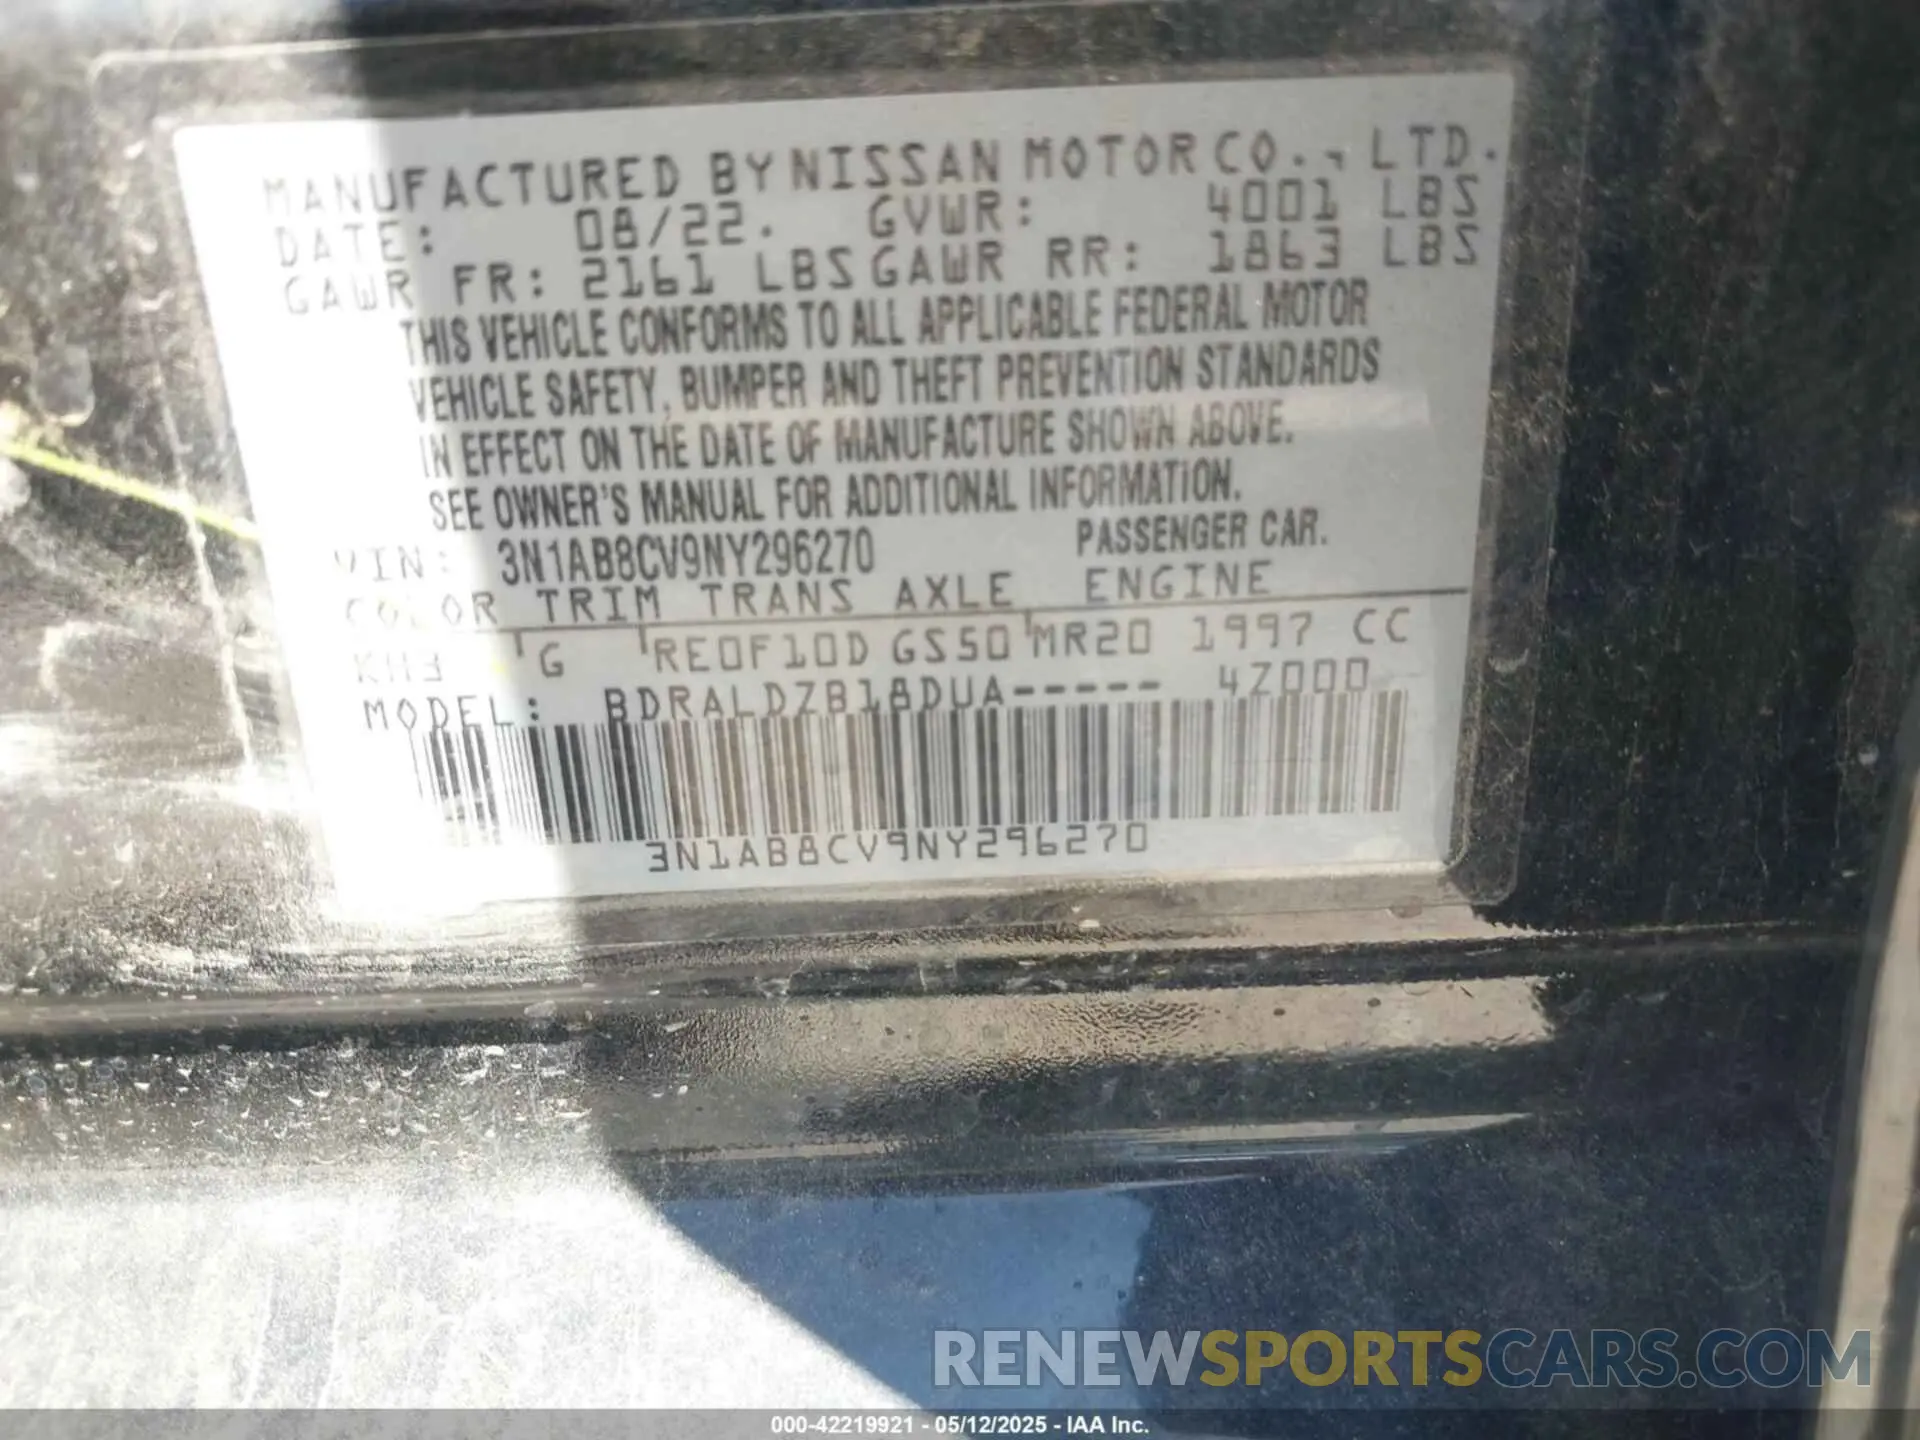 MANUFACTURED BY NISSAN MOTOR CO., LTD.
DATE: 08/22. GVWR: 4001 LBS
GAWR FR: 2161 LBS GAWR RR: 1863 LBS
THIS VEHICLE CONFORMS TO ALL APPLICABLE FEDERAL MOTOR
VEHICLE SAFETY, BUMPER AND THEFT PREVENTION STANDARDS
IN EFFECT ON THE DATE OF MANUFACTURE SHOWN ABOVE.
SEE OWNER'S MANUAL FOR ADDITIONAL INFORMATION.
VIN: 3N1AB8CV9NY296270 PASSENGER CAR.
COLOR TRIM TRANS AXLE ENGINE
KH3 G RE0F10D GS50 MR20 1997 CC
MODEL: BDRALDZB18DUA----- 4Z000
3N1AB8CV9NY296270
RENEWSPORTSCARS.COM
000-42219921 - 05/12/2025 - IAA Inc.